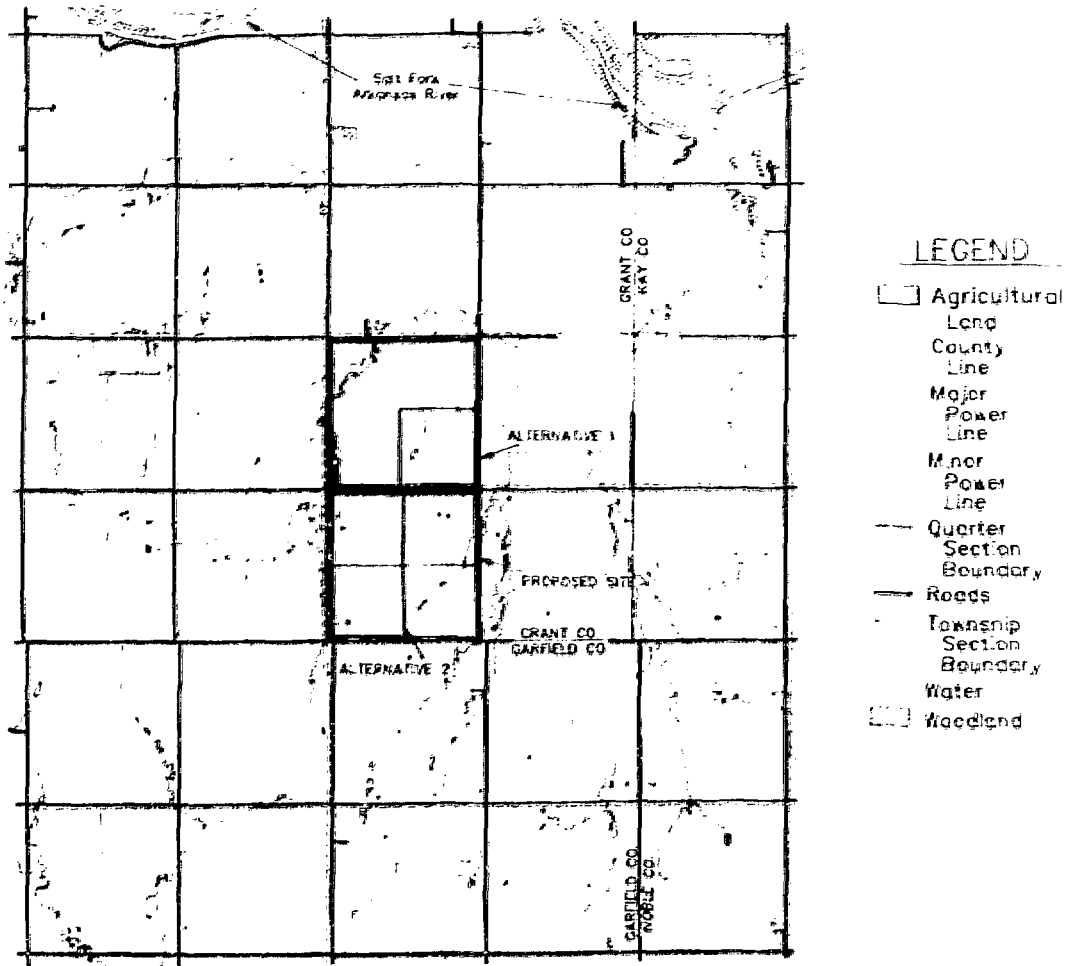 Salt Fork
Arkansas River
GRANT CO
KAY CO
ALTERNATIVE 1
PROPOSED SITE
GRANT CO
GARFIELD CO
ALTERNATIVE 2
GARFIELD CO
NOBLE CO
LEGEND
Agricultural
Land
County
Line
Major
Power
Line
Minor
Power
Line
Quarter
Section
Boundary
Roads
Township
Section
Boundary
Water
Woodland